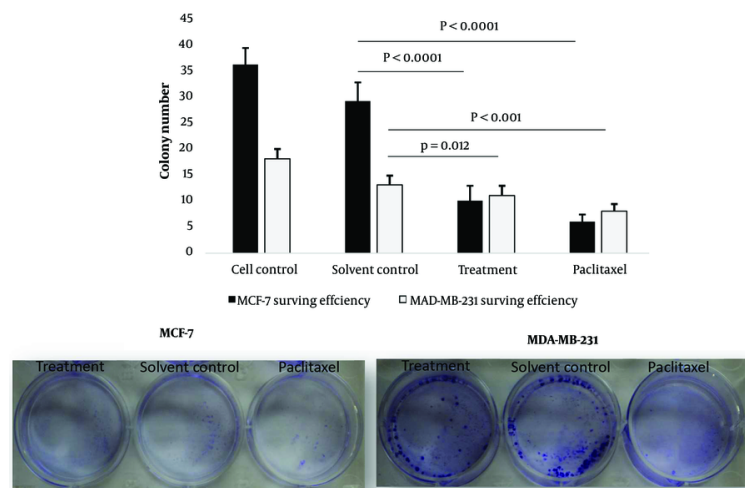 45
40
35
30
25
20
15
10
5
0
Colony number
P < 0.0001
P < 0.0001
P < 0.001
p = 0.012
Cell control Solvent control Treatment Paclitaxel
MCF-7 surving effciency MAD-MB-231 surving effciency
MCF-7
Treatment Solvent control Paclitaxel
MDA-MB-231
Treatment Solvent control Paclitaxel